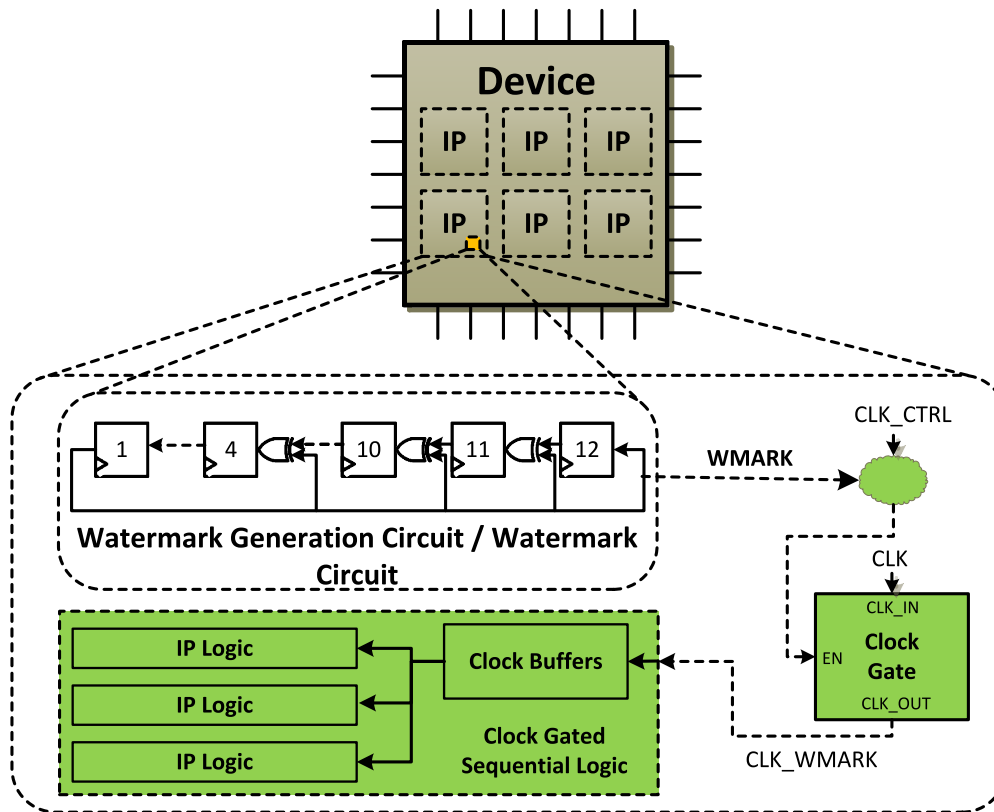 Device
IP IP IP
IP IP IP
CLK_CTRL
1 4 10 11 12
WMARK
Watermark Generation Circuit / Watermark
Circuit
CLK
CLK_IN
Clock
Gate
EN
CLK_OUT
IP Logic
Clock Buffers
IP Logic
IP Logic
Clock Gated
Sequential Logic
CLK_WMARK